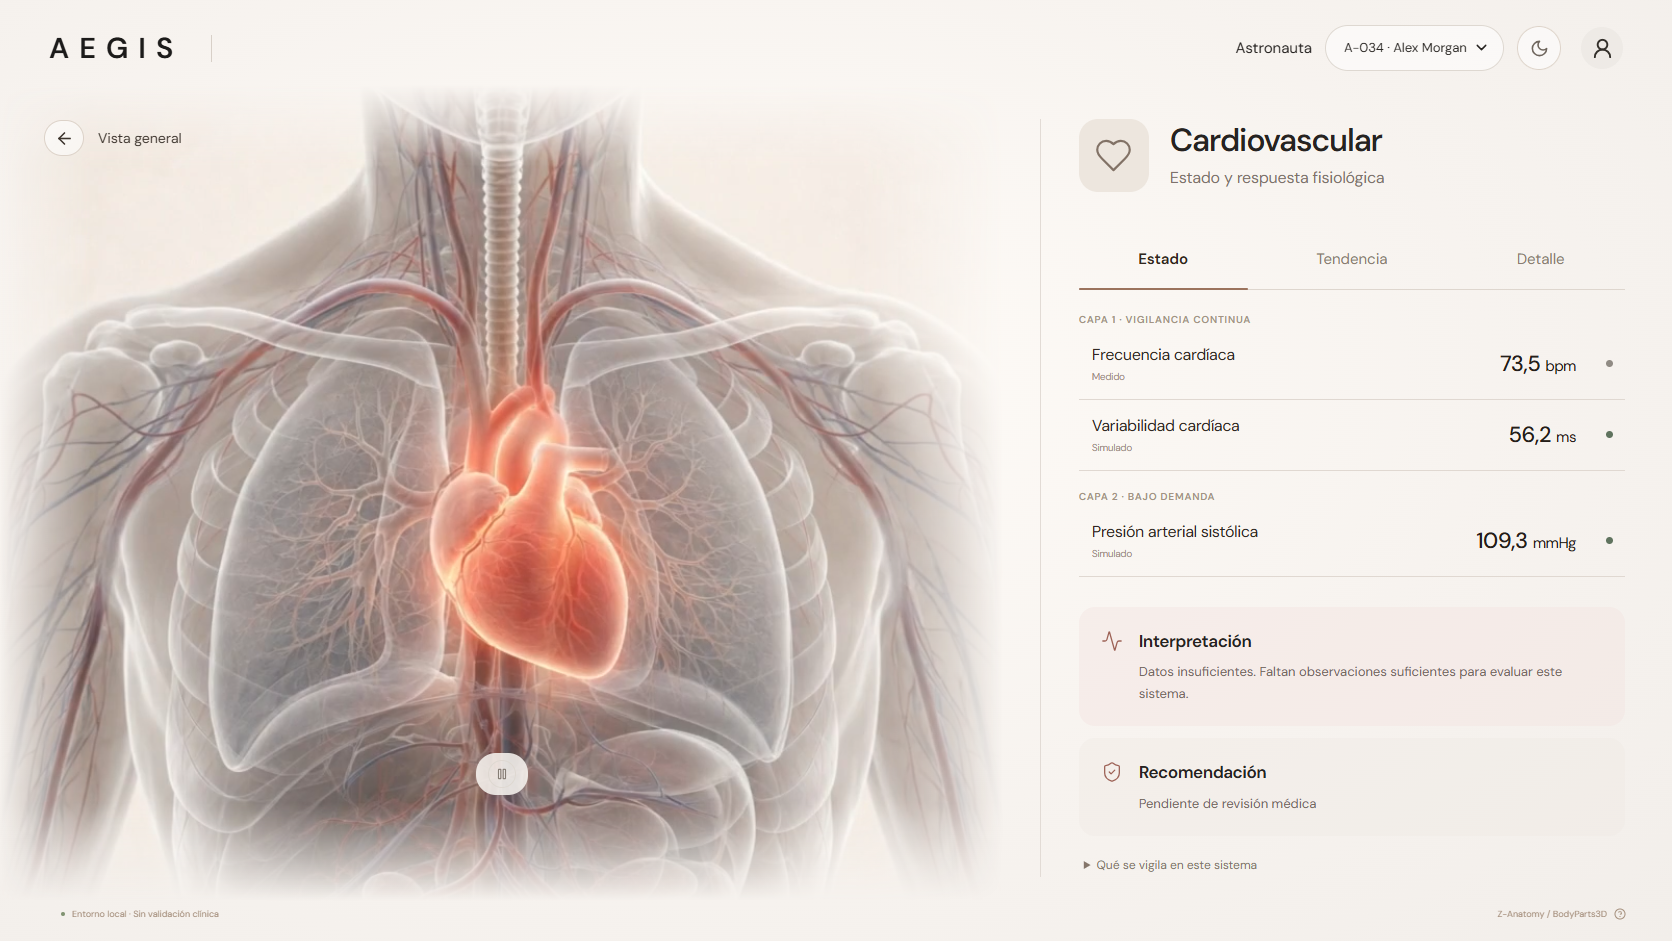 AEGIS
Astronauta
A-034 · Alex Morgan
Vista general
Cardiovascular
Estado y respuesta fisiológica
Estado
Tendencia
Detalle
CAPA 1 · VIGILANCIA CONTINUA
Frecuencia cardíaca
73,5 bpm
Medido
Variabilidad cardíaca
56,2 ms
Simulado
CAPA 2 · BAJO DEMANDA
Presión arterial sistólica
109,3 mmHg
Simulado
Interpretación
Datos insuficientes. Faltan observaciones suficientes para evaluar este
sistema.
Recomendación
Pendiente de revisión médica
Qué se vigila en este sistema
Entorno local · Sin validación clínica
Z-Anatomy / BodyParts3D